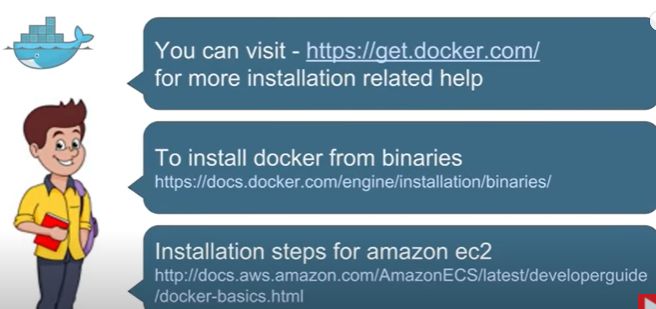 You can visit - https://get.docker.com/
for more installation related help
To install docker from binaries
https://docs.docker.com/engine/installation/binaries/
Installation steps for amazon ec2
http://docs.aws.amazon.com/AmazonECS/latest/developerguide
/docker-basics.html